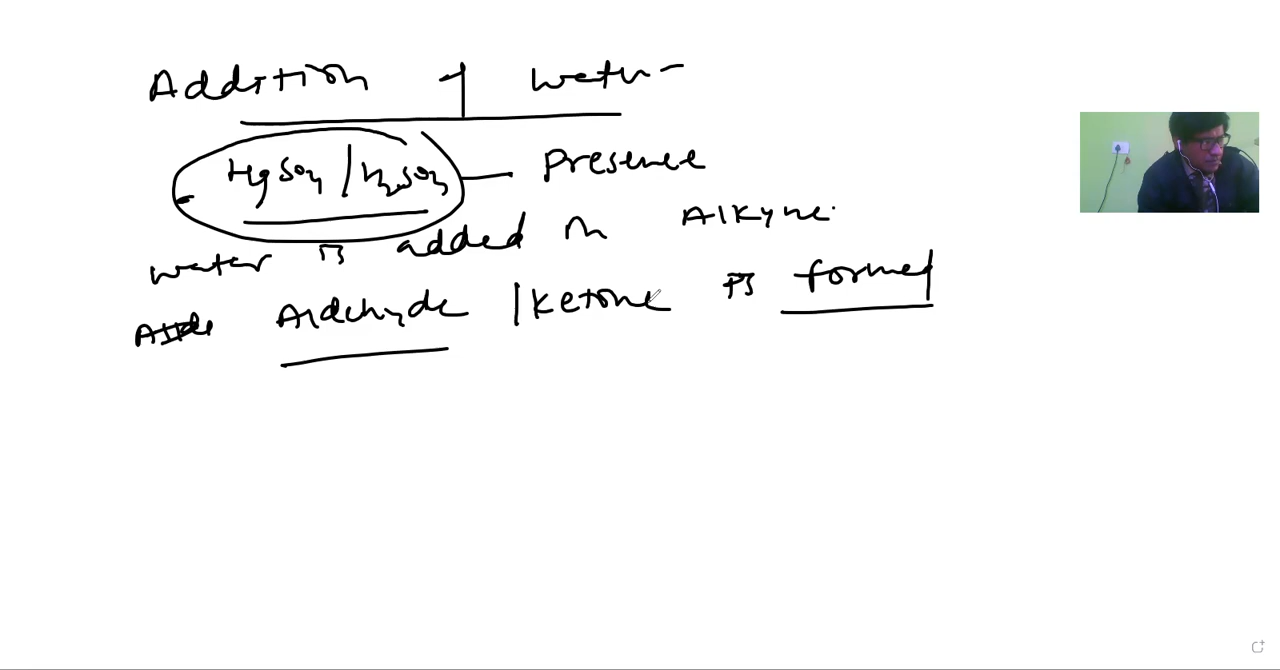 Addition of water
HgSO4 / H2SO4 — Presence
water is added in Alkyne.
Aldehyde / Ketone is formed